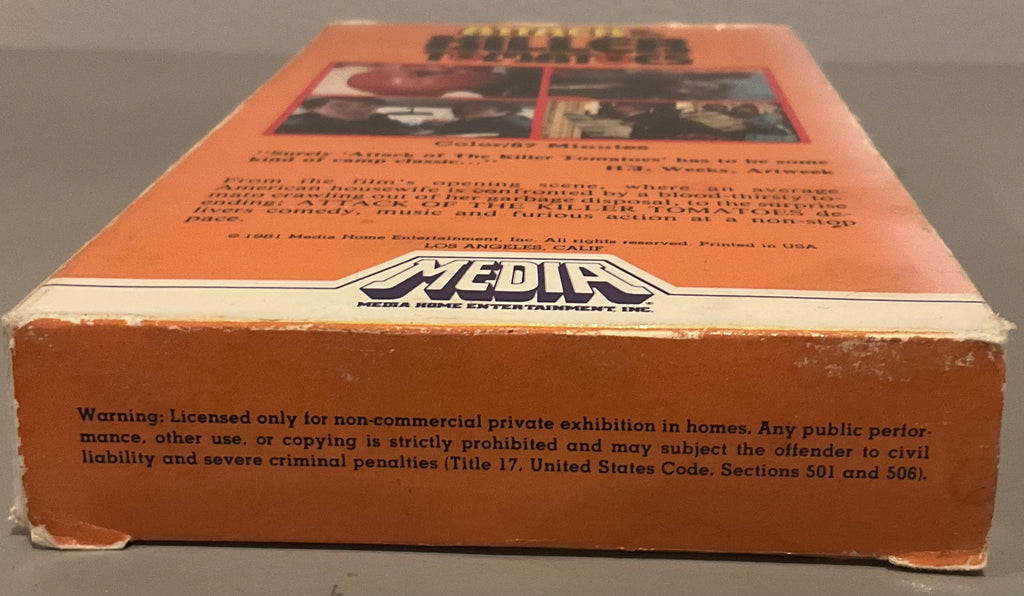 ATTACK OF THE
KILLER
TOMATOES
Color/87 Minutes
"Surely 'Attack of The Killer Tomatoes' has to be some
kind of camp classic..."
H.J. Weeks, Artweek
From the film's opening scene, where an average
American housewife is confronted by a blood-thirsty to-
mato crawling out of her garbage disposal, to the surprise
ending; ATTACK OF THE KILLER TOMATOES de-
livers comedy, music and furious action at a non-stop
pace.
© 1981 Media Home Entertainment, Inc. All rights reserved. Printed in USA
LOS ANGELES, CALIF.
MEDIA
MEDIA HOME ENTERTAINMENT, INC.
Warning: Licensed only for non-commercial private exhibition in homes. Any public perfor-
mance, other use, or copying is strictly prohibited and may subject the offender to civil
liability and severe criminal penalties (Title 17, United States Code, Sections 501 and 506).